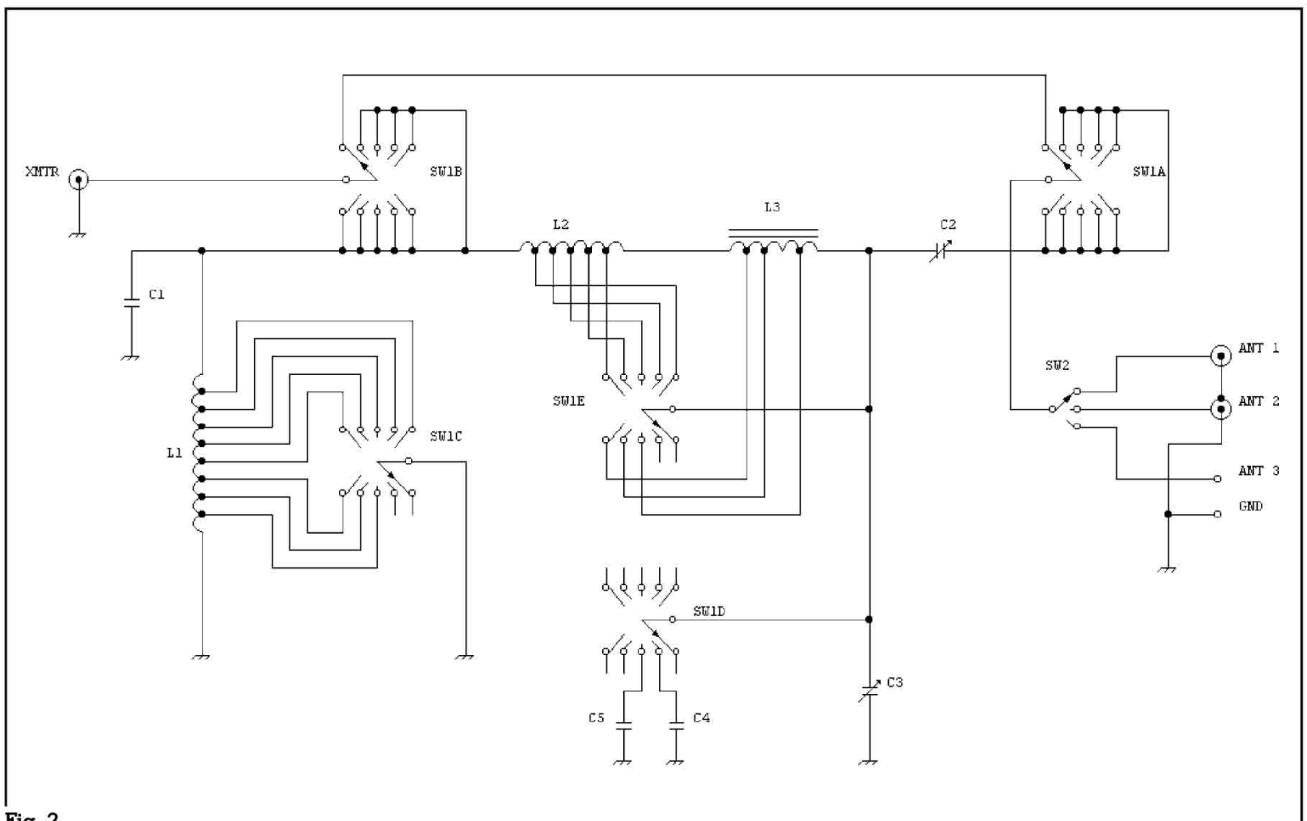 XMTR
SW1B
SW1A
L2
L3
C2
C1
SW1E
SW2
ANT 1
ANT 2
SW1C
L1
ANT 3
GND
SW1D
C3
C5
C4
Fig 2